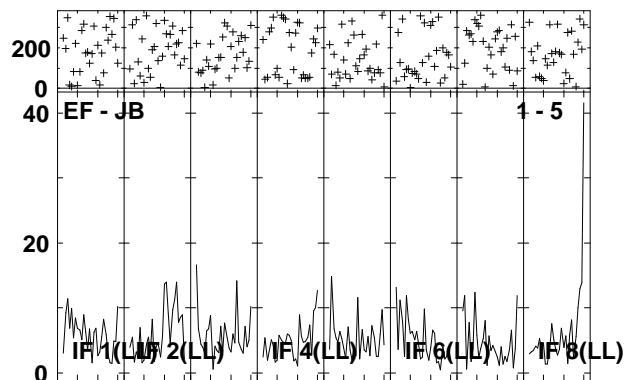 200
0
EF - JB 1 - 5
40
20
0
IF 1(LL) IF 2(LL) IF 4(LL) IF 6(LL) IF 8(LL)